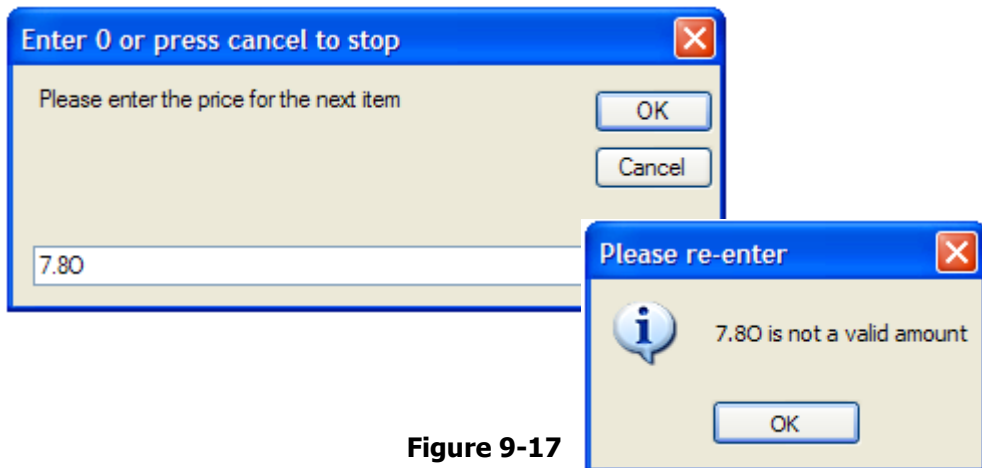 Enter 0 or press cancel to stop
Please enter the price for the next item
OK
Cancel
7.8O
Please re-enter
7.8O is not a valid amount
OK
Figure 9-17